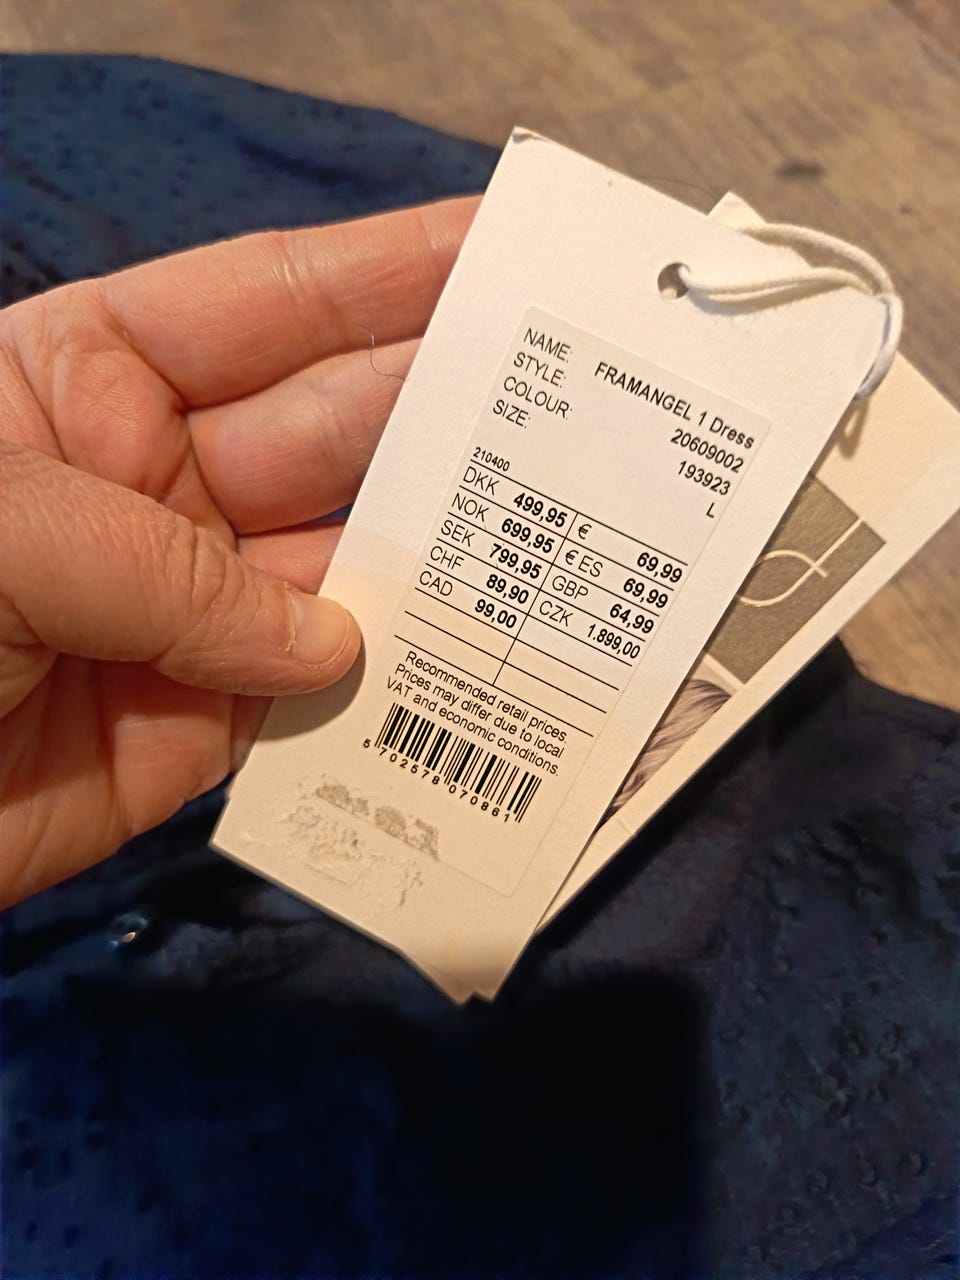 NAME: FRAMANGEL 1 Dress
STYLE: 20609002
COLOUR: 193923
SIZE: L
210400
DKK 499,95 € 69,99
NOK 699,95 € ES 69,99
SEK 799,95 GBP 64,99
CHF 89,90 CZK 1.899,00
CAD 99,00
Recommended retail prices.
Prices may differ due to local
VAT and economic conditions.
5 702578 070861